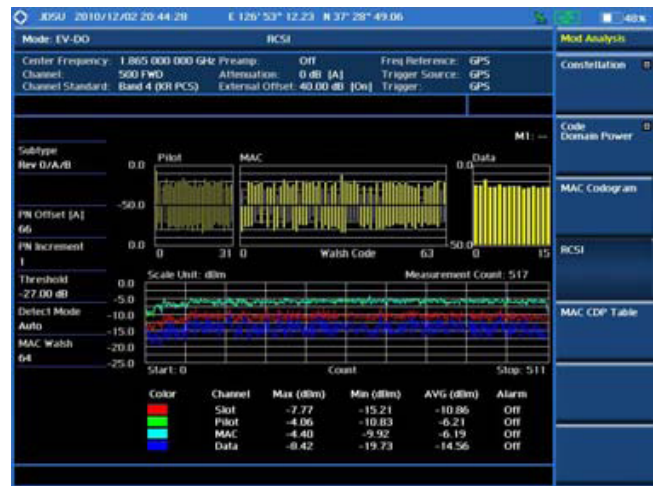 JDSU 2010/12/02 20:44:28 E 126° 53" 12.23 N 37° 28" 49.06 48%
Mode: EV-DO RCSI Mod Analysis
Center Frequency: 1.865 000 000 GHz Preamp: Off Freq Reference: GPS
Channel: 500 FWD Attenuation: 0 dB [A] Trigger Source: GPS
Channel Standard: Band 4 (KR PCS) External Offset: 40.00 dB [On] Trigger: GPS
Constellation
M1: --
Code
Domain Power
Subtype
Rev 0/A/B
Pilot MAC Data
0.0 0.0
MAC Codogram
-50.0
PN Offset [A]
66
0.0 50.0
0 31 0 Walsh Code 63 0 15
PN Increment
1
RCSI
Scale Unit: dBm Measurement Count: 517
Threshold
-27.00 dB
0.0
-5.0
-10.0
-15.0
-20.0
-25.0
Detect Mode
Auto
MAC Walsh
64
MAC CDP Table
Start: 0 Count Stop: 511
Color Channel Max (dBm) Min (dBm) AVG (dBm) Alarm
Slot -7.77 -15.21 -10.86 Off
Pilot -4.06 -10.83 -6.21 Off
MAC -4.40 -9.92 -6.19 Off
Data -8.42 -19.73 -14.56 Off